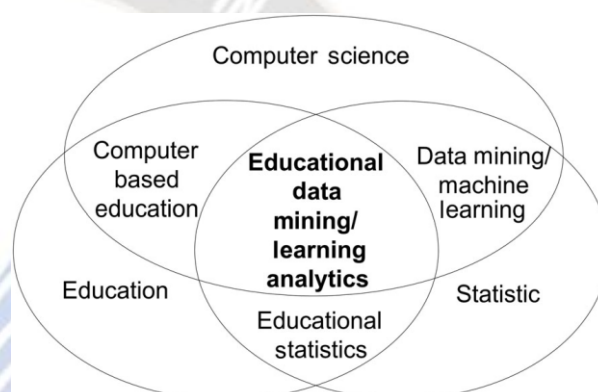 Computer science
Computer
based
education
Educational
data
mining/
learning
analytics
Data mining/
machine
learning
Education
Statistic
Educational
statistics